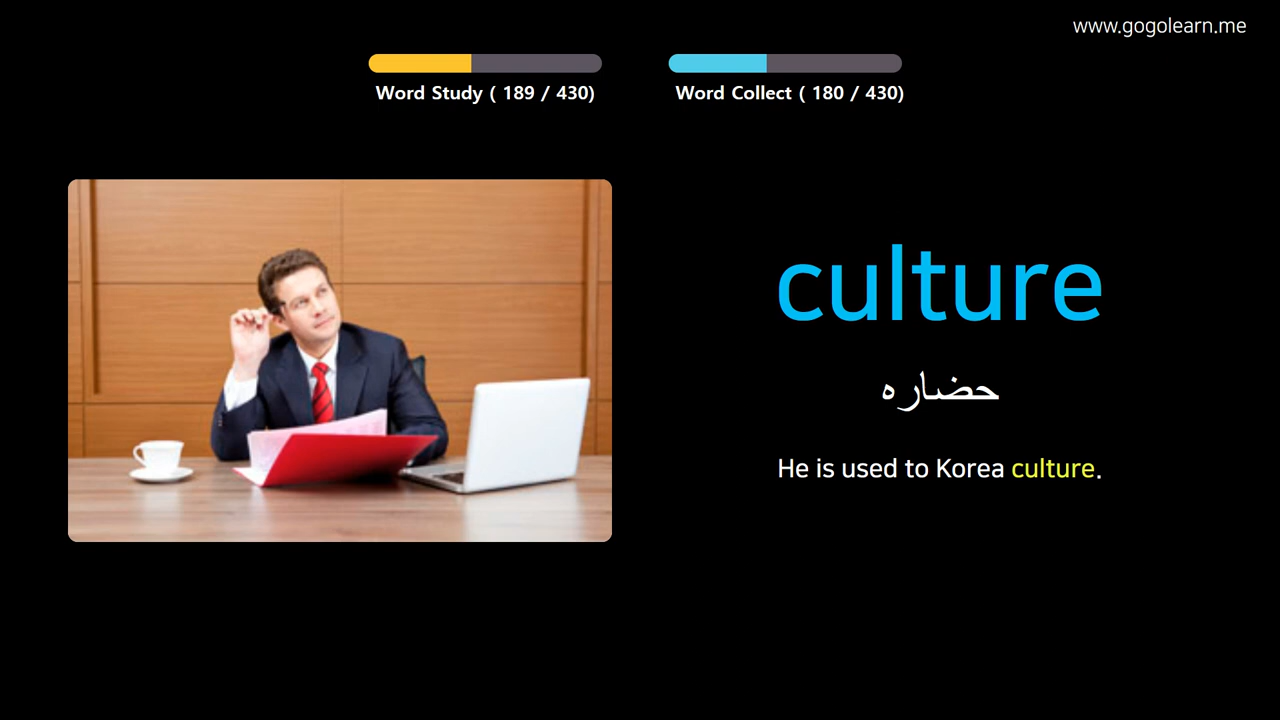 www.gogolearn.me
Word Study ( 189 / 430)
Word Collect ( 180 / 430)
culture
حضاره
He is used to Korea culture.